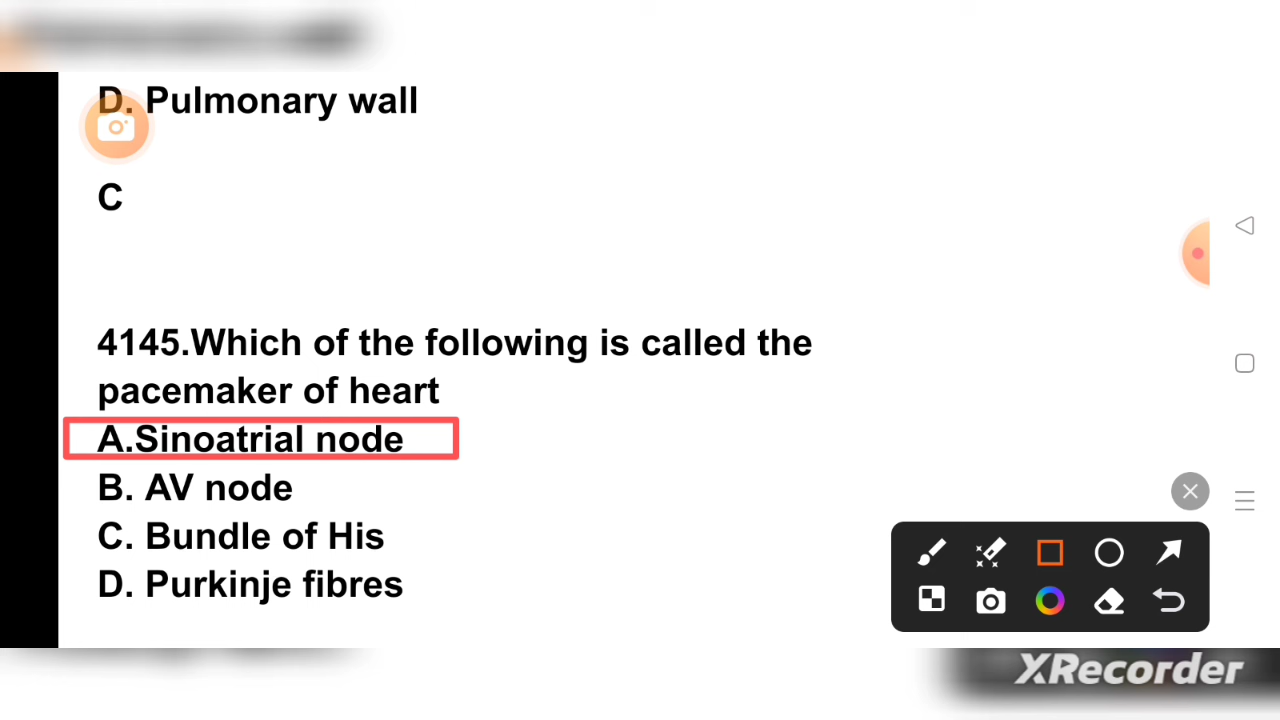 D. Pulmonary wall
C
4145.Which of the following is called the
pacemaker of heart
A.Sinoatrial node
B. AV node
C. Bundle of His
D. Purkinje fibres
XRecorder